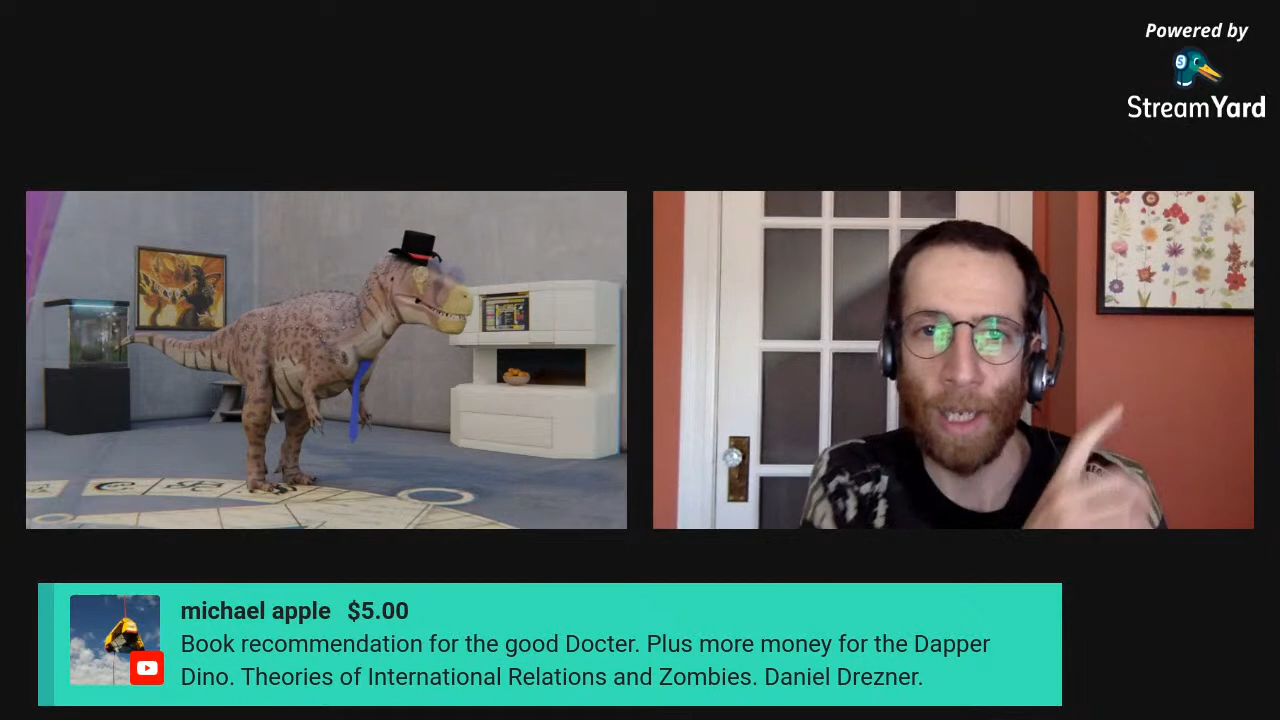 Powered by
StreamYard
michael apple $5.00
Book recommendation for the good Docter. Plus more money for the Dapper
Dino. Theories of International Relations and Zombies. Daniel Drezner.